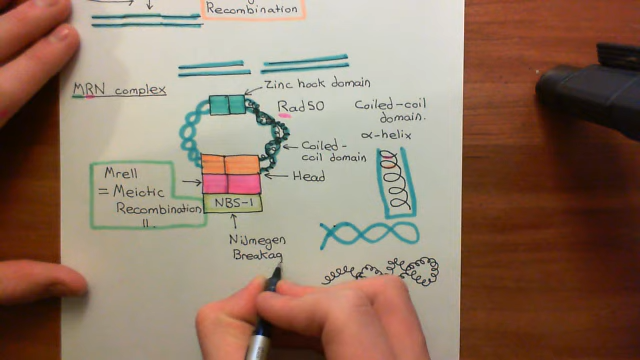 Recombination
MRN complex
Zinc hook domain
Rad50
Coiled-coil
domain.
α-helix
Coiled-
coil domain
Head
Mre11
= Meiotic
Recombination
11.
NBS-1
Nijmegen
Breakag